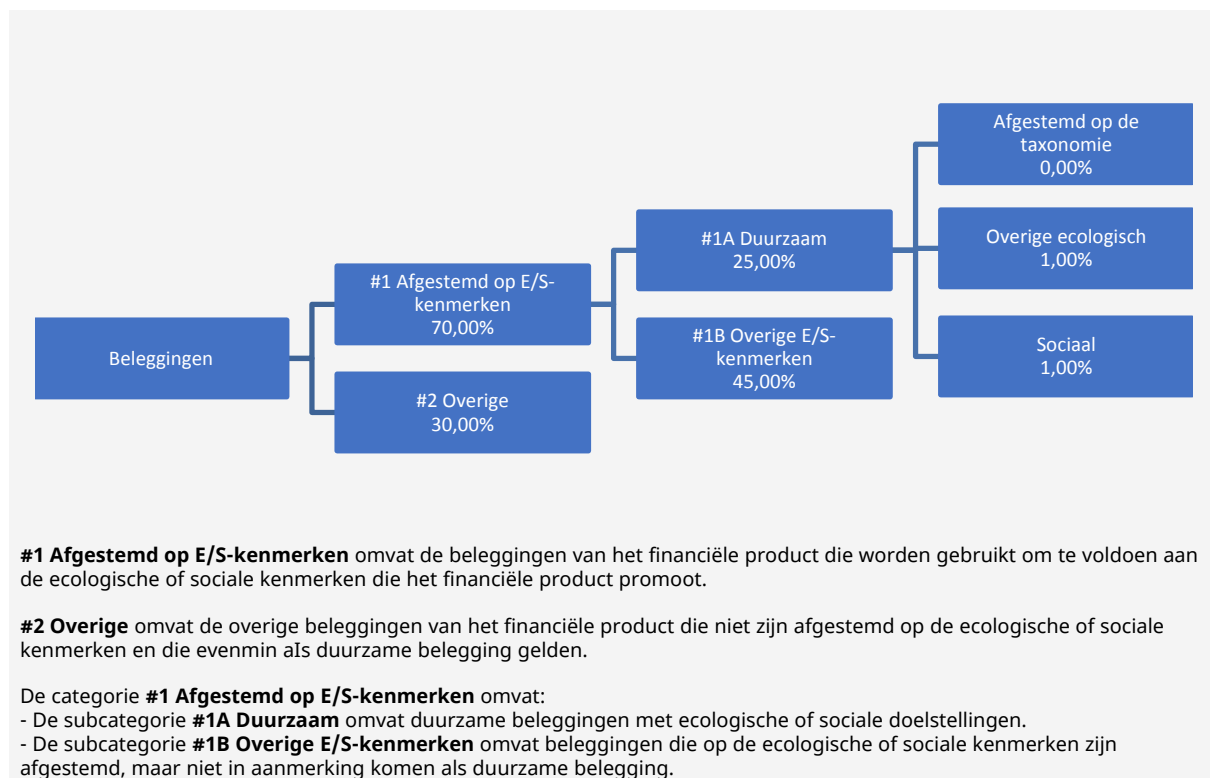 Afgestemd op de
taxonomie
0,00%
#1A Duurzaam
25,00%
Overige ecologisch
1,00%
#1 Afgestemd op E/S-
kenmerken
70,00%
Beleggingen
#1B Overige E/S-
kenmerken
45,00%
Sociaal
1,00%
#2 Overige
30,00%
#1 Afgestemd op E/S-kenmerken omvat de beleggingen van het financiële product die worden gebruikt om te voldoen aan
de ecologische of sociale kenmerken die het financiële product promoot.
#2 Overige omvat de overige beleggingen van het financiële product die niet zijn afgestemd op de ecologische of sociale
kenmerken en die evenmin aIs duurzame belegging gelden.
De categorie #1 Afgestemd op E/S-kenmerken omvat:
- De subcategorie #1A Duurzaam omvat duurzame beleggingen met ecologische of sociale doelstellingen.
- De subcategorie #1B Overige E/S-kenmerken omvat beleggingen die op de ecologische of sociale kenmerken zijn
afgestemd, maar niet in aanmerking komen als duurzame belegging.